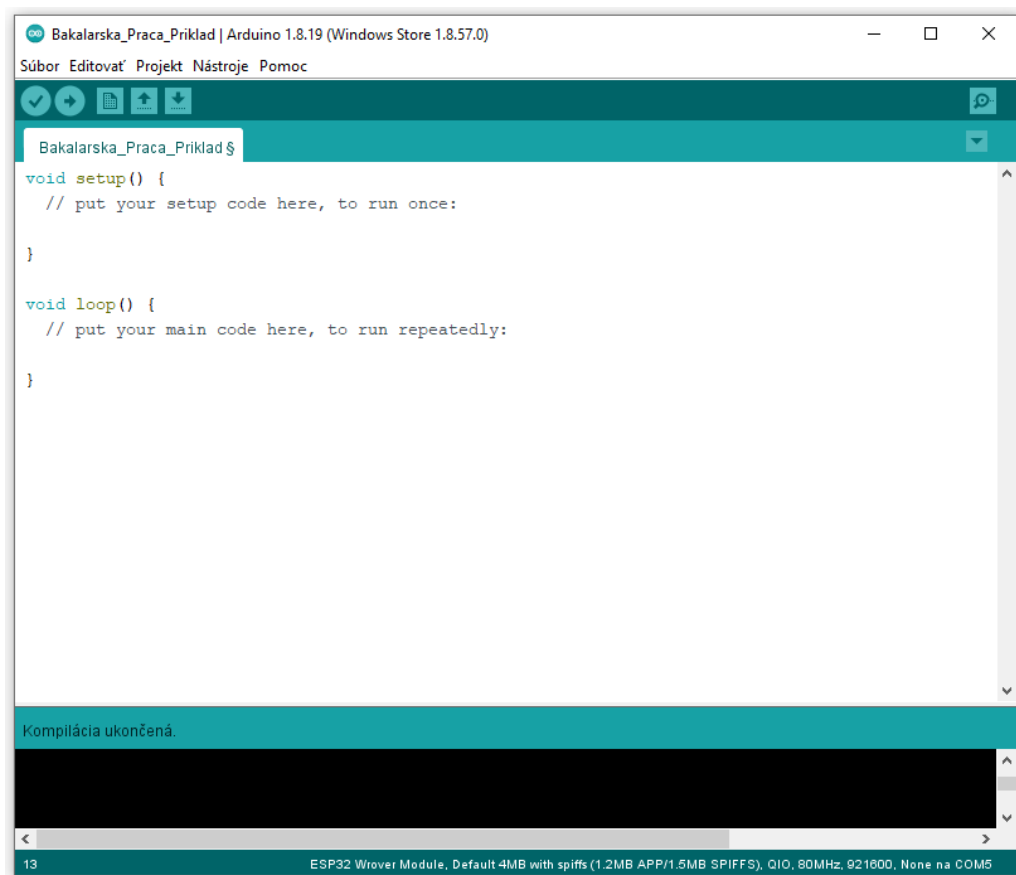 Bakalarska_Praca_Priklad | Arduino 1.8.19 (Windows Store 1.8.57.0)
Súbor Editovať Projekt Nástroje Pomoc
Bakalarska_Praca_Priklad §
void setup() {
  // put your setup code here, to run once:
}
void loop() {
  // put your main code here, to run repeatedly:
}
Kompilácia ukončená.
13 ESP32 Wrover Module, Default 4MB with spiffs (1.2MB APP/1.5MB SPIFFS), QIO, 80MHz, 921600, None na COM5